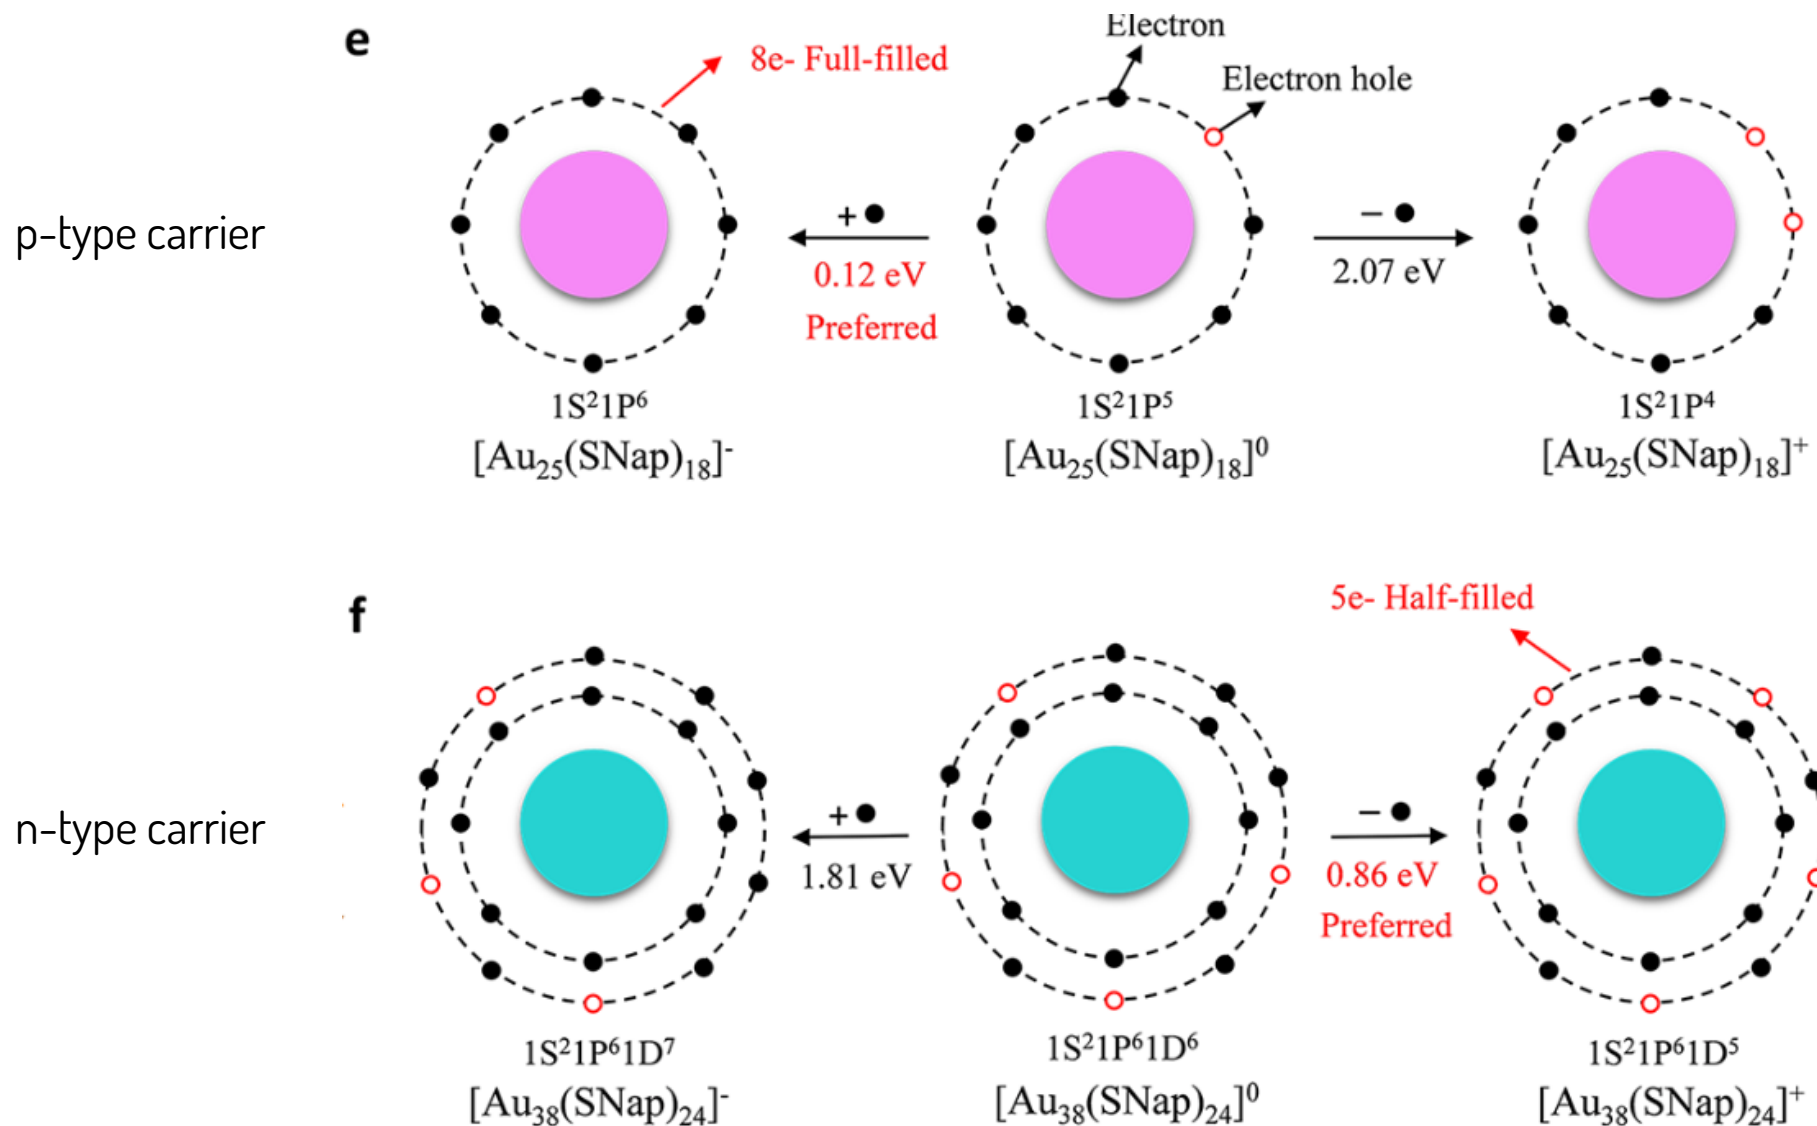 e
Electron
8e- Full-filled
Electron hole
p-type carrier
+
−
0.12 eV
2.07 eV
Preferred
1S²1P⁶
1S²1P⁵
1S²1P⁴
[Au₂₅(SNap)₁₈]⁻
[Au₂₅(SNap)₁₈]⁰
[Au₂₅(SNap)₁₈]⁺
f
5e- Half-filled
n-type carrier
+
−
1.81 eV
0.86 eV
Preferred
1S²1P⁶1D⁷
1S²1P⁶1D⁶
1S²1P⁶1D⁵
[Au₃₈(SNap)₂₄]⁻
[Au₃₈(SNap)₂₄]⁰
[Au₃₈(SNap)₂₄]⁺